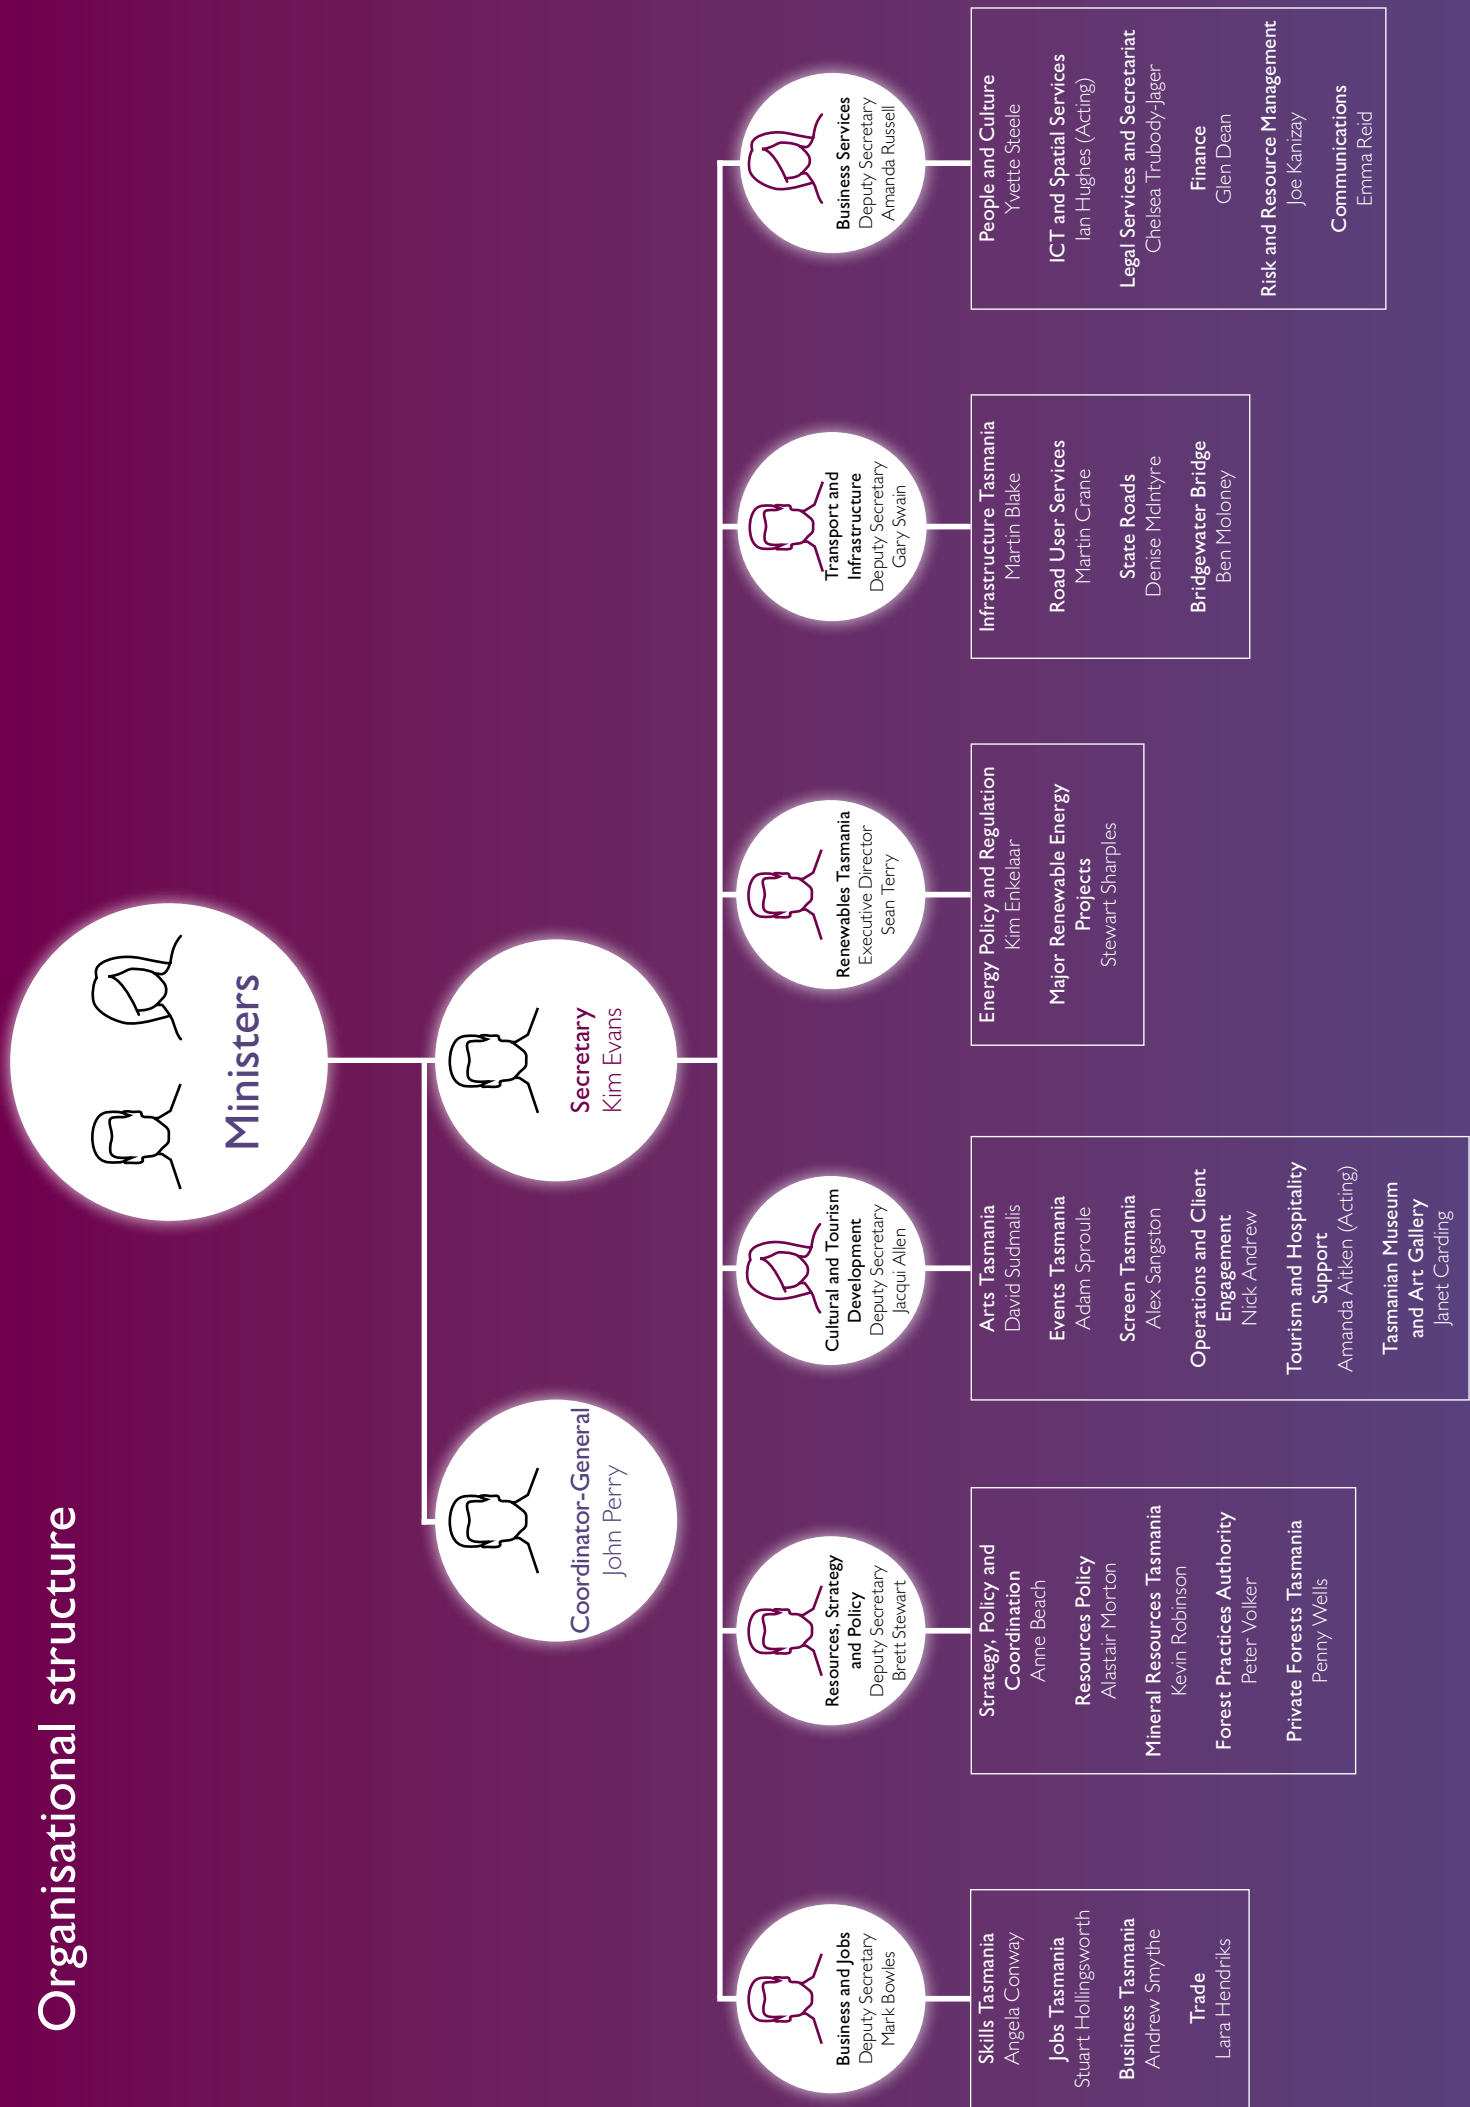 Organisational structure
Ministers
Coordinator-General
John Perry
Secretary
Kim Evans
Business and Jobs
Deputy Secretary
Mark Bowles
Skills Tasmania
Angela Conway
Jobs Tasmania
Stuart Hollingsworth
Business Tasmania
Andrew Smythe
Trade
Lara Hendriks
Resources, Strategy
and Policy
Deputy Secretary
Brett Stewart
Strategy, Policy and
Coordination
Anne Beach
Resources Policy
Alastair Morton
Mineral Resources Tasmania
Kevin Robinson
Forest Practices Authority
Peter Volker
Private Forests Tasmania
Penny Wells
Cultural and Tourism
Development
Deputy Secretary
Jacqui Allen
Arts Tasmania
David Sudmalis
Events Tasmania
Adam Sproule
Screen Tasmania
Alex Sangston
Operations and Client
Engagement
Nick Andrew
Tourism and Hospitality
Support
Amanda Aitken (Acting)
Tasmanian Museum
and Art Gallery
Janet Carding
Renewables Tasmania
Executive Director
Sean Terry
Energy Policy and Regulation
Kim Enkelaar
Major Renewable Energy
Projects
Stewart Sharples
Transport and
Infrastructure
Deputy Secretary
Gary Swain
Infrastructure Tasmania
Martin Blake
Road User Services
Martin Crane
State Roads
Denise McIntyre
Bridgewater Bridge
Ben Moloney
Business Services
Deputy Secretary
Amanda Russell
People and Culture
Yvette Steele
ICT and Spatial Services
Ian Hughes (Acting)
Legal Services and Secretariat
Chelsea Trubody-Jager
Finance
Glen Dean
Risk and Resource Management
Joe Kanizay
Communications
Emma Reid